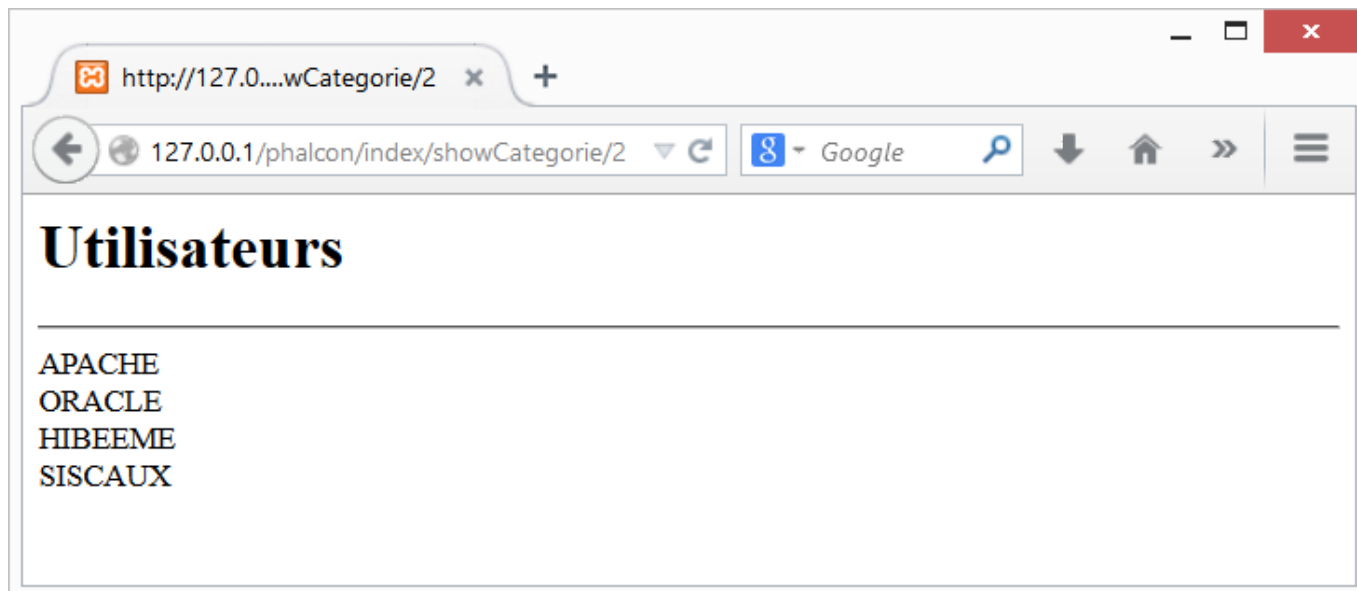 http://127.0....wCategorie/2
127.0.0.1/phalcon/index/showCategorie/2
8 Google
Utilisateurs
APACHE
ORACLE
HIBEEME
SISCAUX